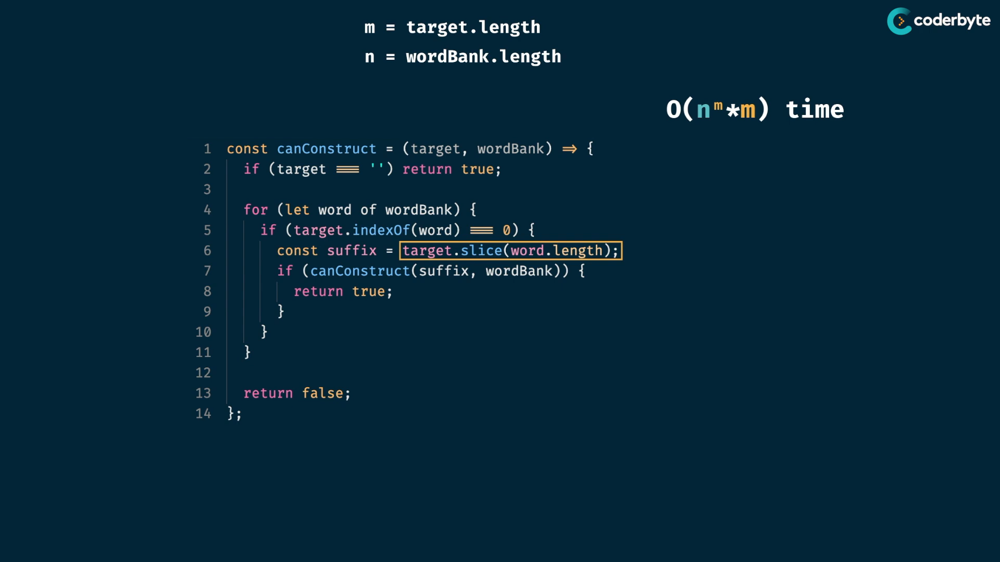 coderbyte
m = target.length
n = wordBank.length
O(nᵐ*m) time
1 const canConstruct = (target, wordBank) => {
2 if (target === '') return true;
3
4 for (let word of wordBank) {
5 if (target.indexOf(word) === 0) {
6 const suffix = target.slice(word.length);
7 if (canConstruct(suffix, wordBank)) {
8 return true;
9 }
10 }
11 }
12
13 return false;
14 };